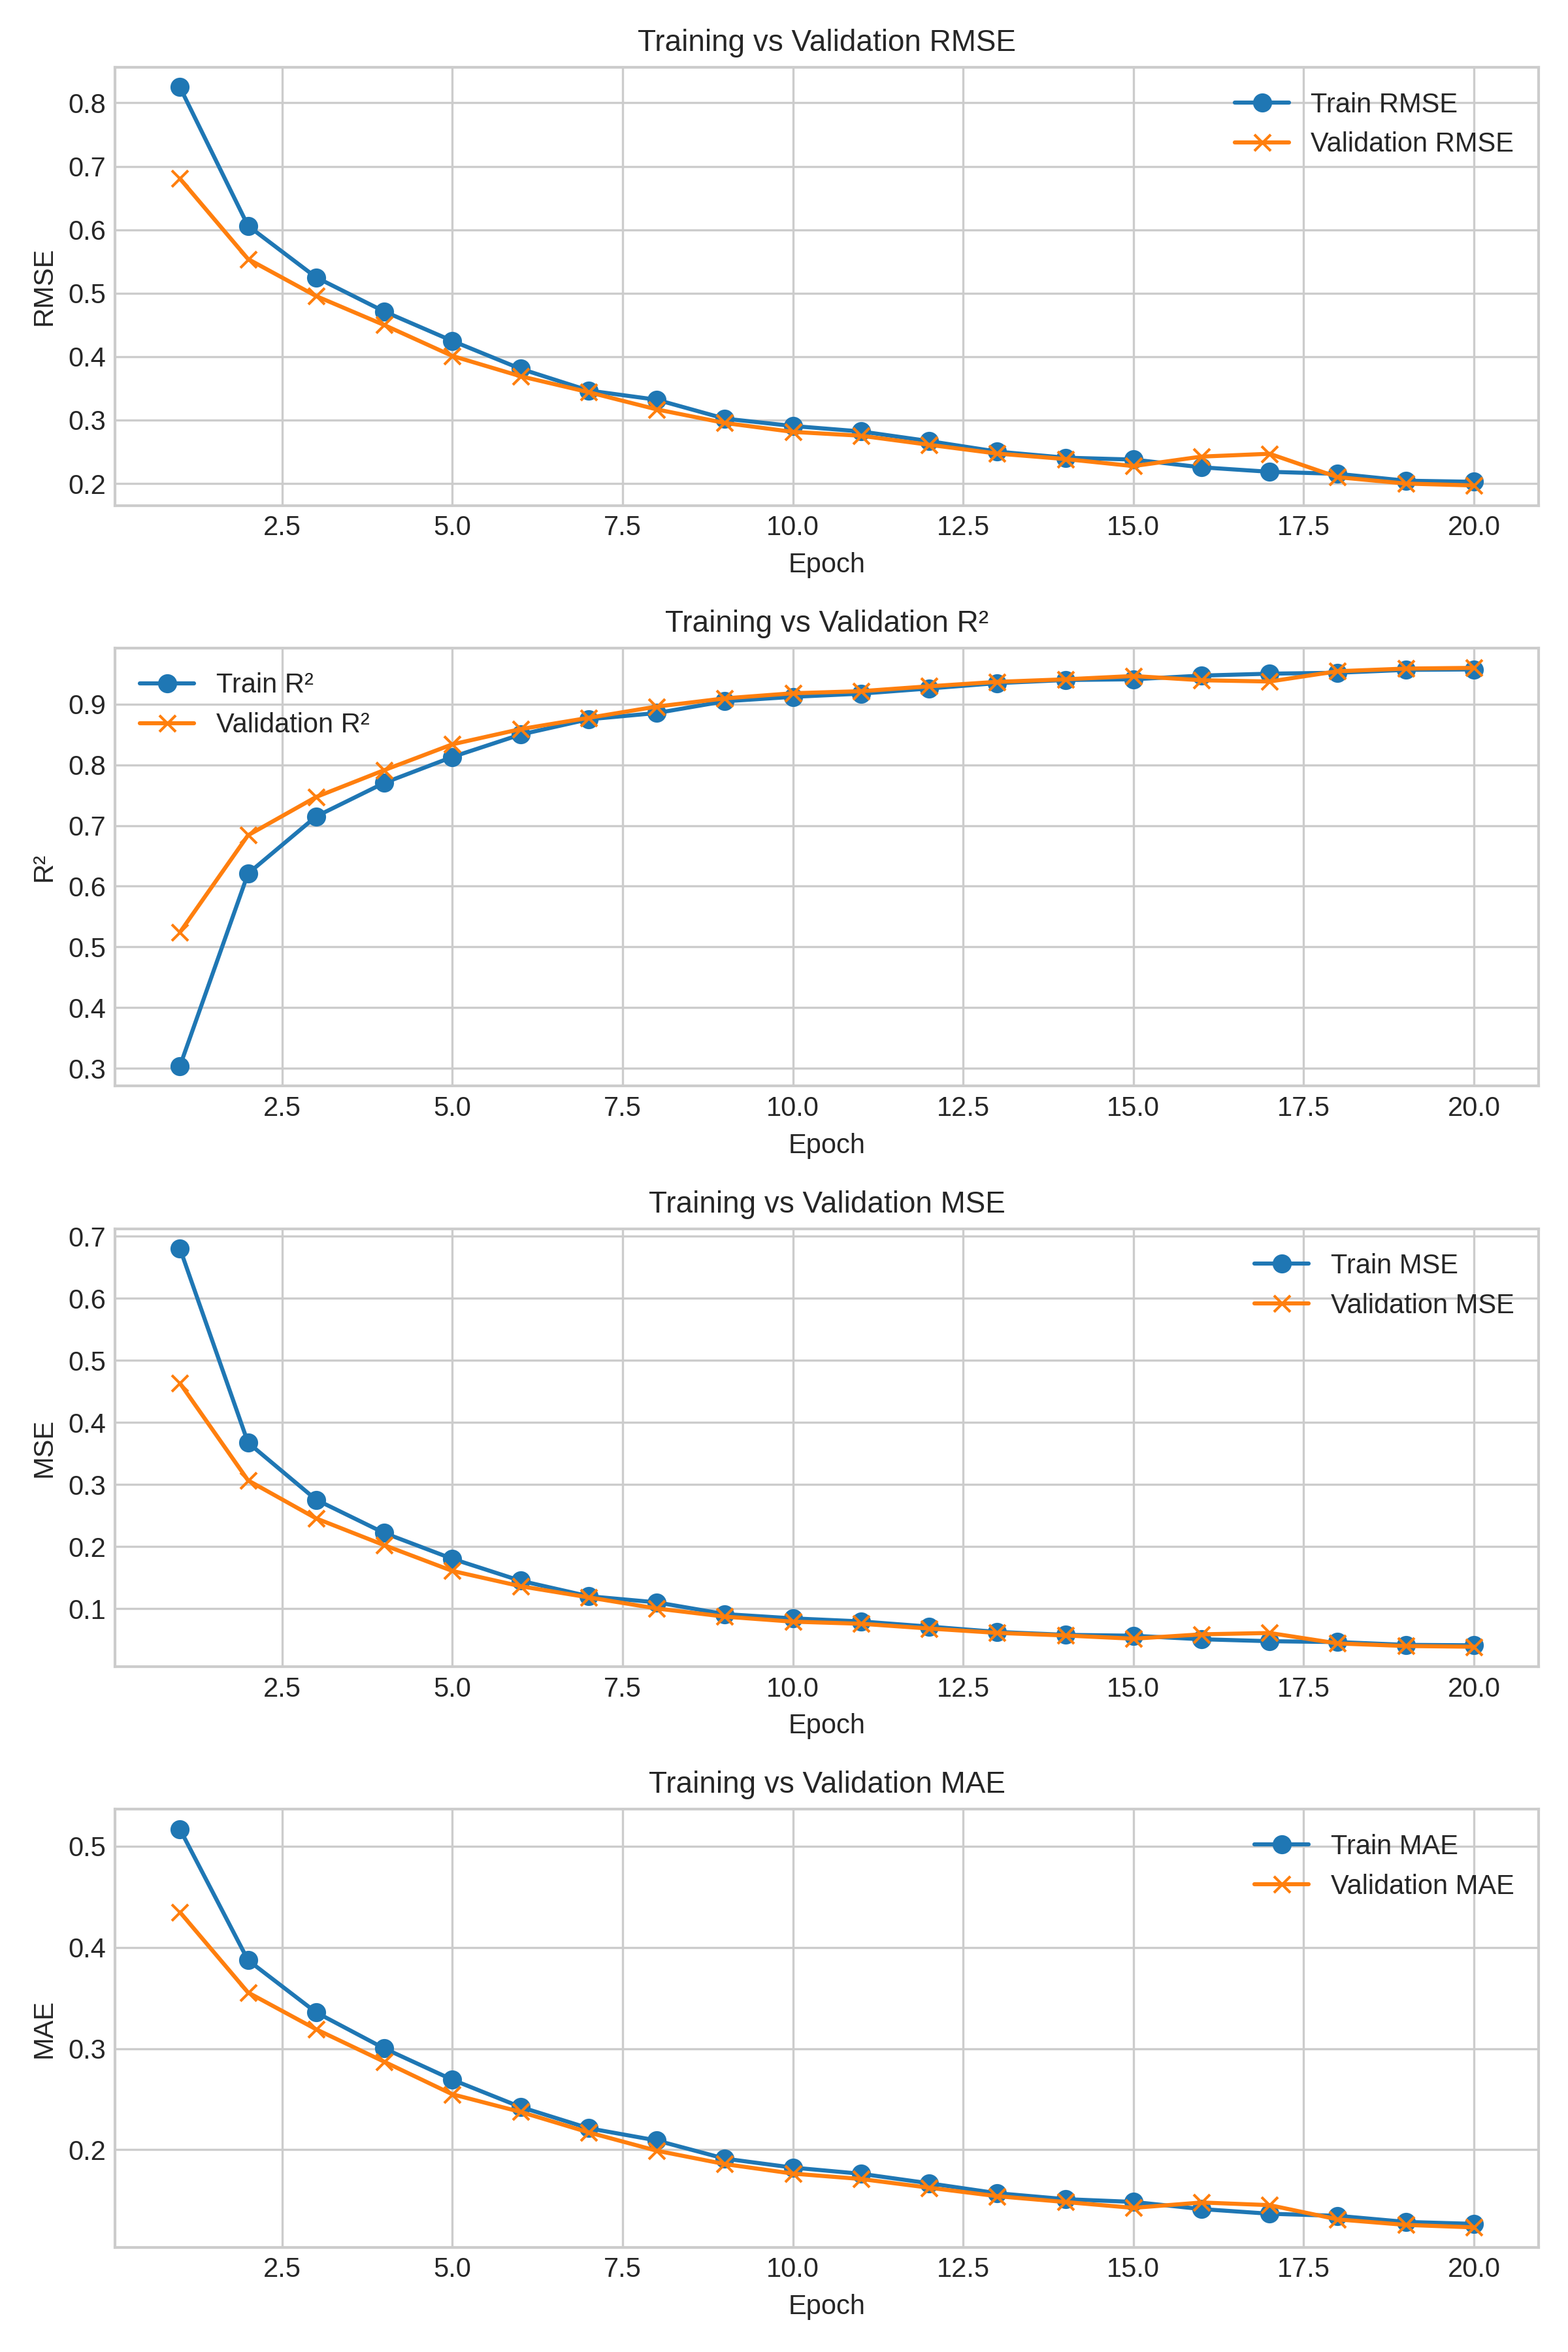 Training vs Validation RMSE
0.8
0.7
0.6
0.5
0.4
0.3
0.2
RMSE
Train RMSE
Validation RMSE
2.5 5.0 7.5 10.0 12.5 15.0 17.5 20.0
Epoch
Training vs Validation R²
0.9
0.8
0.7
0.6
0.5
0.4
0.3
R²
Train R²
Validation R²
2.5 5.0 7.5 10.0 12.5 15.0 17.5 20.0
Epoch
Training vs Validation MSE
0.7
0.6
0.5
0.4
0.3
0.2
0.1
MSE
Train MSE
Validation MSE
2.5 5.0 7.5 10.0 12.5 15.0 17.5 20.0
Epoch
Training vs Validation MAE
0.5
0.4
0.3
0.2
MAE
Train MAE
Validation MAE
2.5 5.0 7.5 10.0 12.5 15.0 17.5 20.0
Epoch